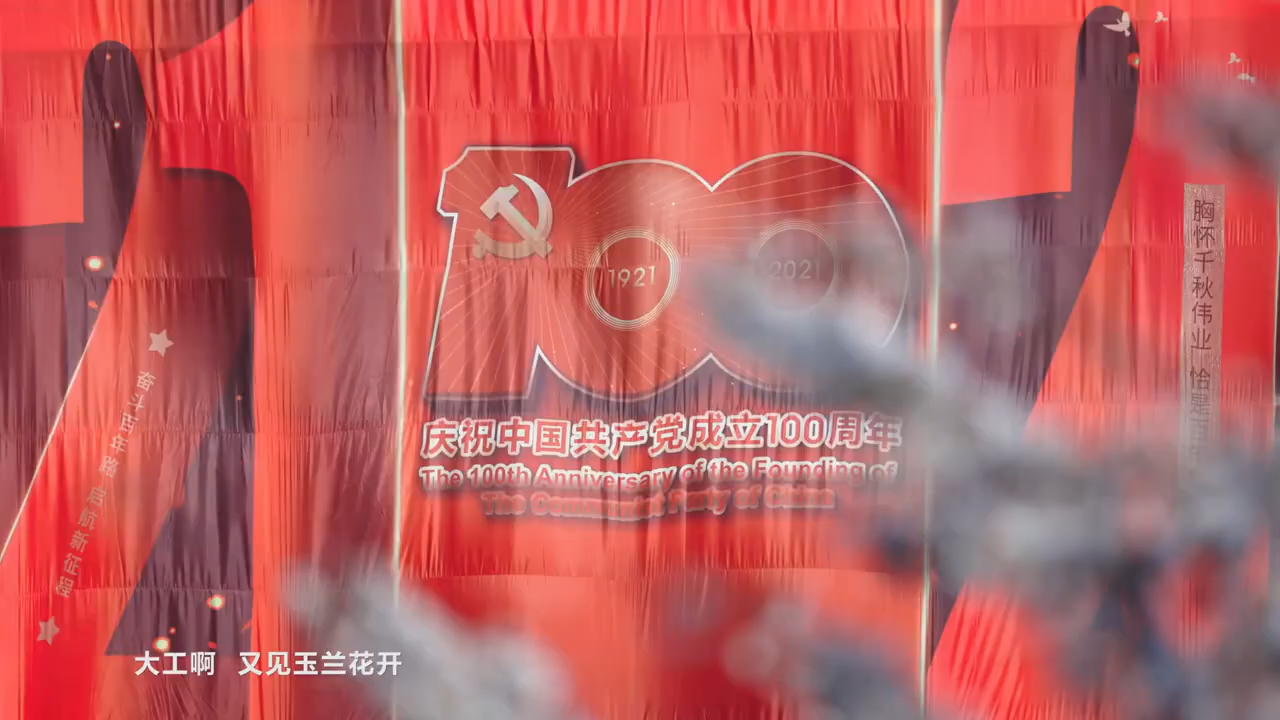 1921
2021
庆祝中国共产党成立100周年
The 100th Anniversary of the Founding of
The Communist Party of China
奋斗百年路 启航新征程
胸怀千秋伟业 恰是
大工啊 又见玉兰花开